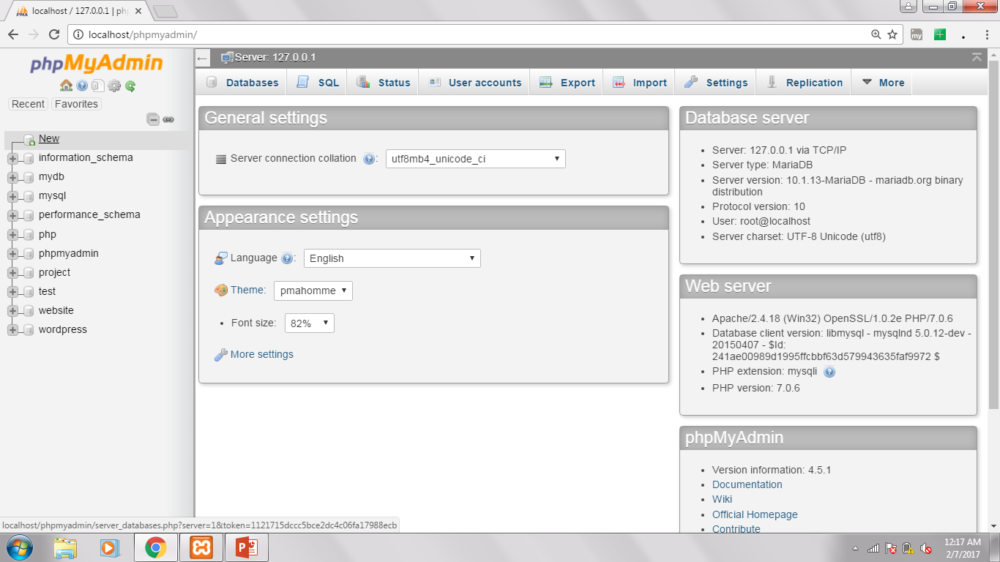 localhost / 127.0.0.1 | ph
localhost/phpmyadmin/
phpMyAdmin
Recent Favorites
New
information_schema
mydb
mysql
performance_schema
php
phpmyadmin
project
test
website
wordpress
Server: 127.0.0.1
Databases SQL Status User accounts Export Import Settings Replication More
General settings
Server connection collation : utf8mb4_unicode_ci
Appearance settings
Language : English
Theme: pmahomme
Font size: 82%
More settings
Database server
Server: 127.0.0.1 via TCP/IP
Server type: MariaDB
Server version: 10.1.13-MariaDB - mariadb.org binary
distribution
Protocol version: 10
User: root@localhost
Server charset: UTF-8 Unicode (utf8)
Web server
Apache/2.4.18 (Win32) OpenSSL/1.0.2e PHP/7.0.6
Database client version: libmysql - mysqlnd 5.0.12-dev -
20150407 - $Id:
241ae00989d1995ffcbbf63d579943635faf9972 $
PHP extension: mysqli
PHP version: 7.0.6
phpMyAdmin
Version information: 4.5.1
Documentation
Wiki
Official Homepage
Contribute
localhost/phpmyadmin/server_databases.php?server=1&token=1121715dccc5bce2dc4c06fa17988ecb
12:17 AM
2/7/2017